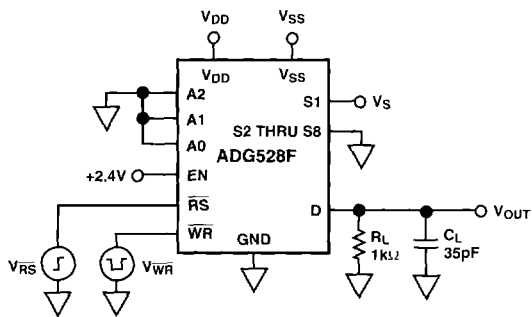 VDD VSS
VDD VSS
A2
A1
A0
S1 VS
S2 THRU S8
ADG528F
+2.4V EN
RS
WR
D VOUT
GND
VRS VWR
RL
1kΩ
CL
35pF